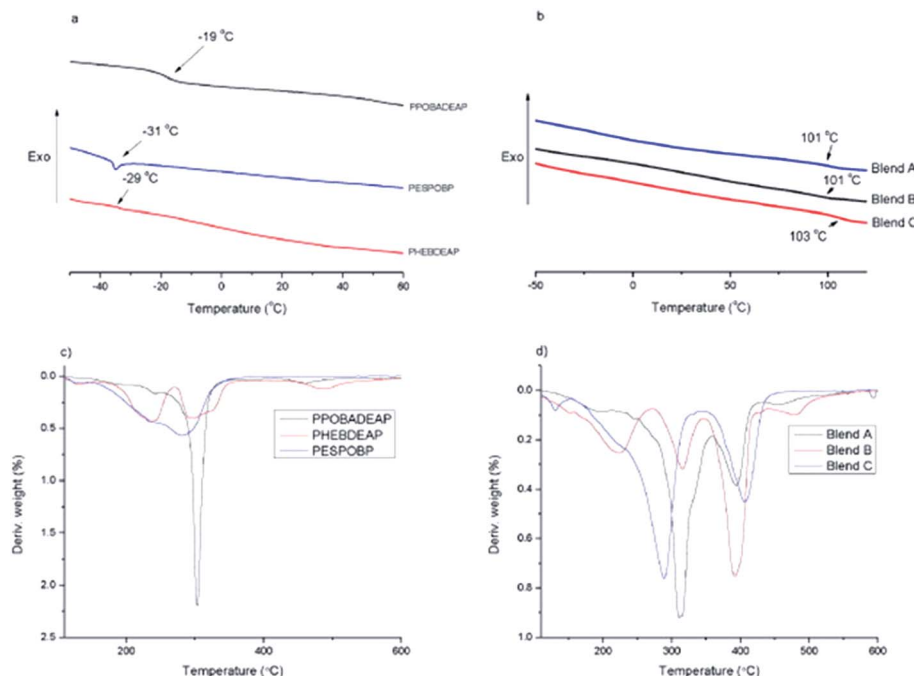 a
-19 °C
PPOBADEAP
-31 °C
Exo
-29 °C
PESPOBP
PHEBDEAP
-40 -20 0 20 40 60
Temperature (°C)
b
Exo
101 °C
Blend A
101 °C
Blend B
Blend C
103 °C
-50 0 50 100
Temperature (°C)
c)
0.0
0.5
1.0
1.5
2.0
2.5
Deriv. weight (%)
PPOBADEAP
PHEBDEAP
PESPOBP
200 400 600
Temperature (°C)
d)
0.0
0.2
0.4
0.6
0.8
1.0
Deriv. weight (%)
Blend A
Blend B
Blend C
200 300 400 500 600
Temperature (°C)